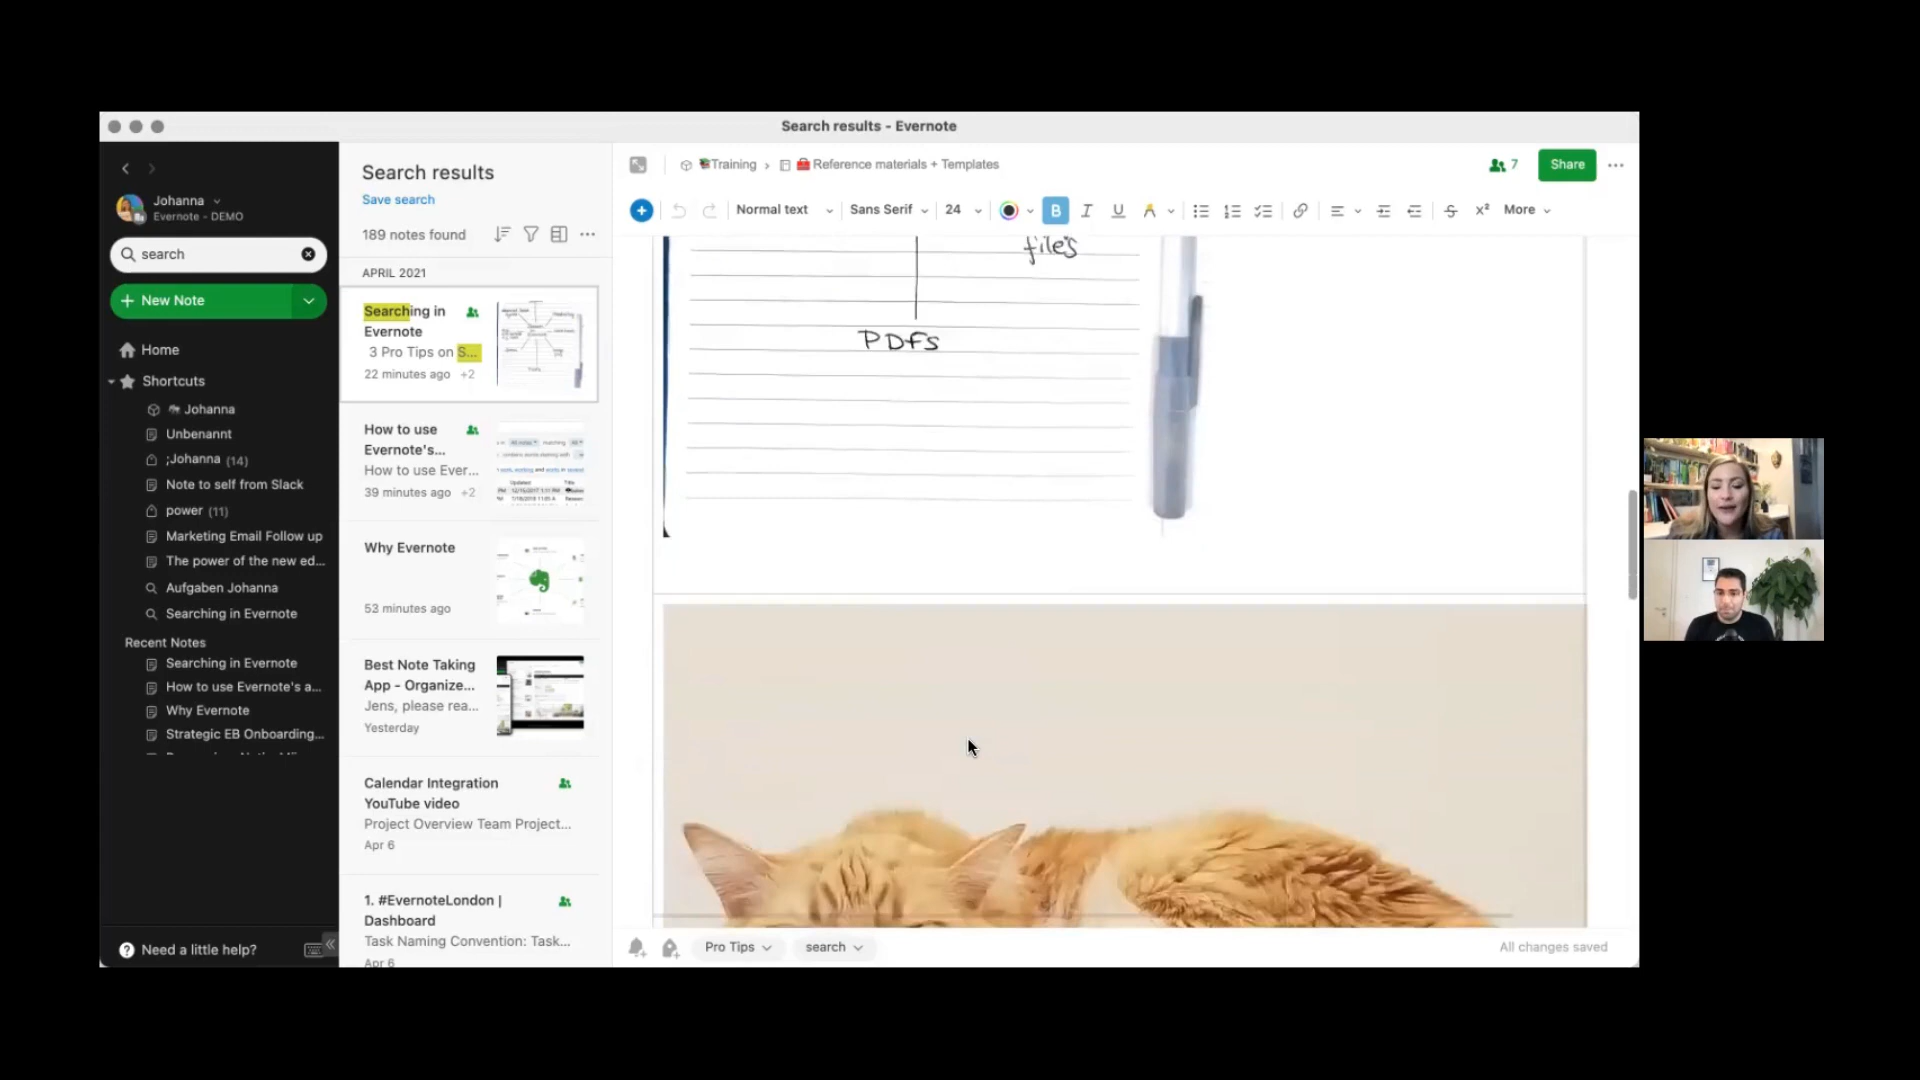 Search results - Evernote
Johanna
Evernote - DEMO
search
New Note
Home
Shortcuts
Johanna
Unbenannt
;Johanna (14)
Note to self from Slack
power (11)
Marketing Email Follow up
The power of the new ed...
Aufgaben Johanna
Searching in Evernote
Recent Notes
Searching in Evernote
How to use Evernote's a...
Why Evernote
Strategic EB Onboarding...
Need a little help?
Search results
Save search
189 notes found
APRIL 2021
Searching in
Evernote
3 Pro Tips on S...
22 minutes ago +2
How to use
Evernote's...
How to use Ever...
39 minutes ago +2
Why Evernote
53 minutes ago
Best Note Taking
App - Organize...
Jens, please rea...
Yesterday
Calendar Integration
YouTube video
Project Overview Team Project...
Apr 6
1. #EvernoteLondon |
Dashboard
Task Naming Convention: Task...
Apr 6
Training > Reference materials + Templates
7
Share
Normal text
Sans Serif
24
B I U
x²
More
files
PDFs
Pro Tips
search
All changes saved